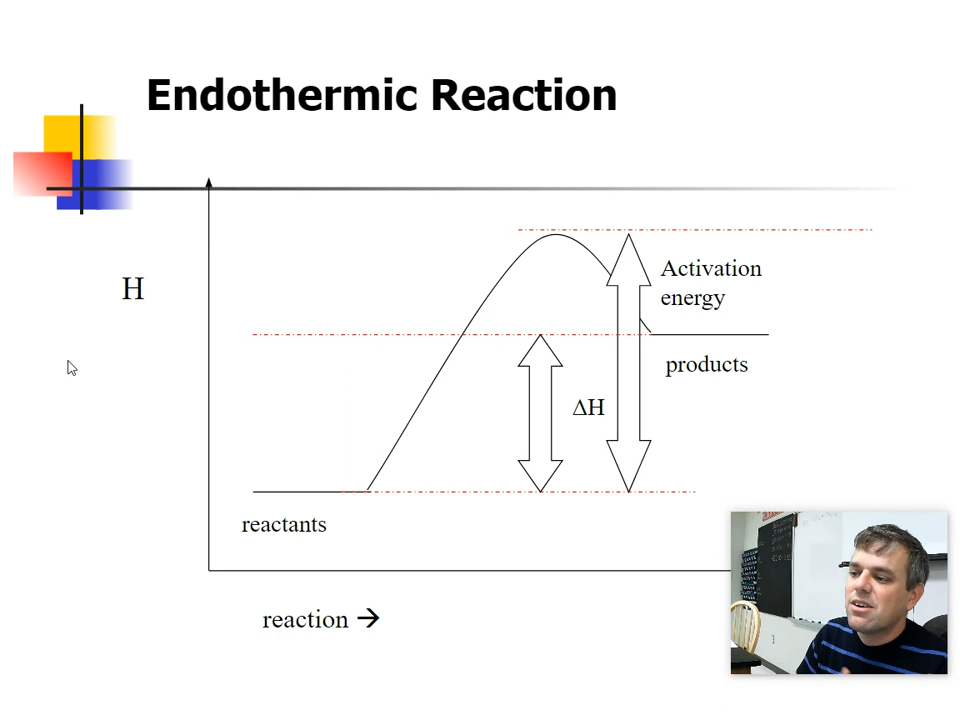 Endothermic Reaction
H
Activation
energy
products
ΔH
reactants
reaction →